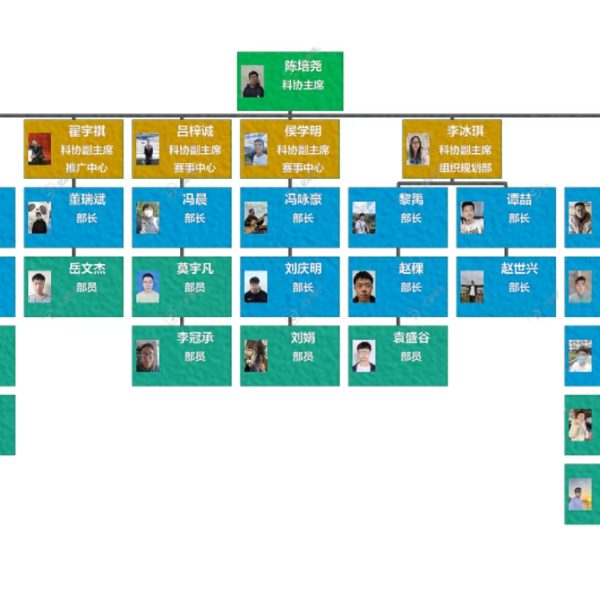 陈培尧
科协主席
翟宇祺
科协副主席
推广中心
吕梓诚
科协副主席
赛事中心
侯学明
科协副主席
赛事中心
李冰琪
科协副主席
组织规划部
董瑞斌
部长
冯晨
部长
冯咏豪
部长
黎禹
部长
谭喆
部长
岳文杰
部员
莫宇凡
部员
刘庆明
部长
赵稞
部长
赵世兴
部长
李冠承
部员
刘娟
部员
袁盛谷
部员